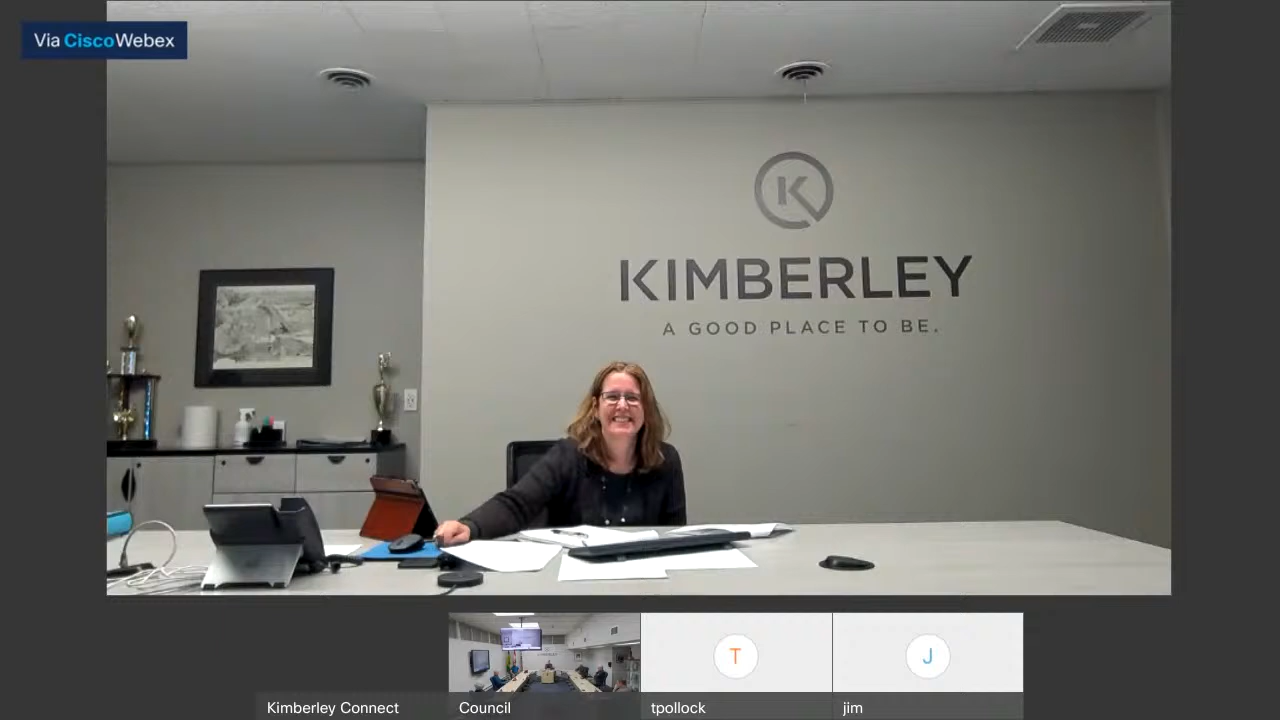 Via CiscoWebex
K
KIMBERLEY
A GOOD PLACE TO BE.
T
J
Kimberley Connect
Council
tpollock
jim